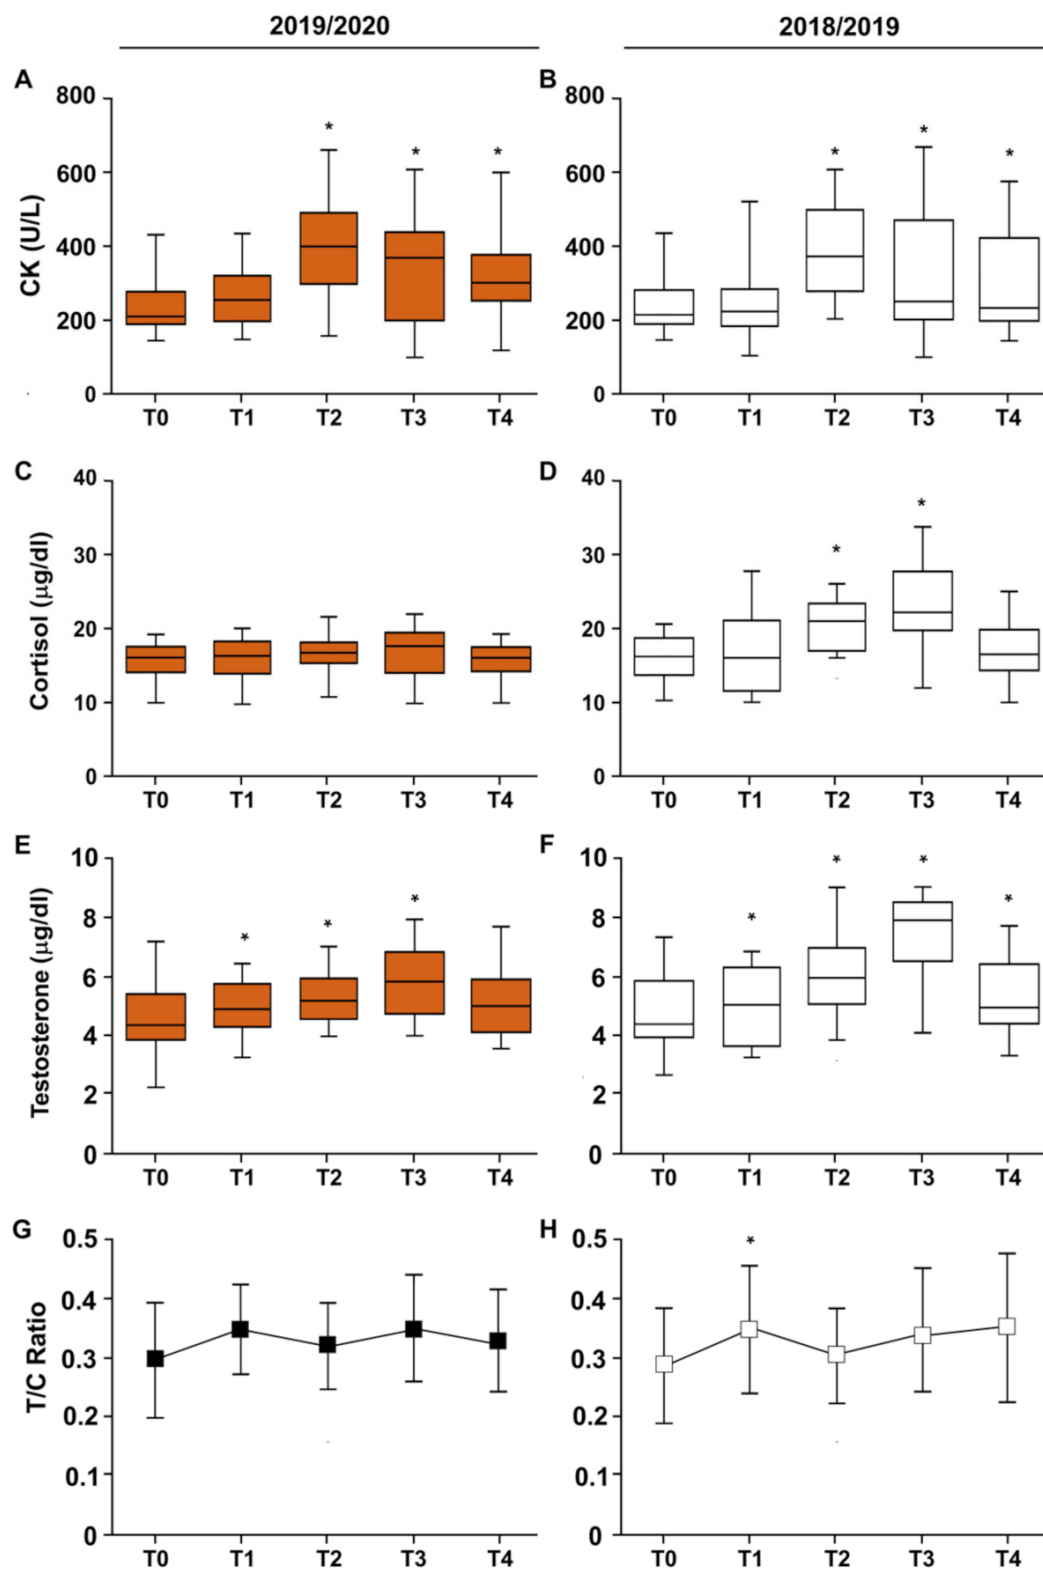 2019/2020 2018/2019
A B
800 800
* * * * * *
600 600
CK (U/L)
400 400
200 200
0 0
T0 T1 T2 T3 T4 T0 T1 T2 T3 T4
C D
40 40
* *
30 30
Cortisol (µg/dl)
20 20
10 10
0 0
T0 T1 T2 T3 T4 T0 T1 T2 T3 T4
E F
10 10
* * * * * * *
8 8
Testosterone (µg/dl)
6 6
4 4
2 2
0 0
T0 T1 T2 T3 T4 T0 T1 T2 T3 T4
G H
0.5 0.5
*
0.4 0.4
T/C Ratio
0.3 0.3
0.2 0.2
0.1 0.1
0 0
T0 T1 T2 T3 T4 T0 T1 T2 T3 T4